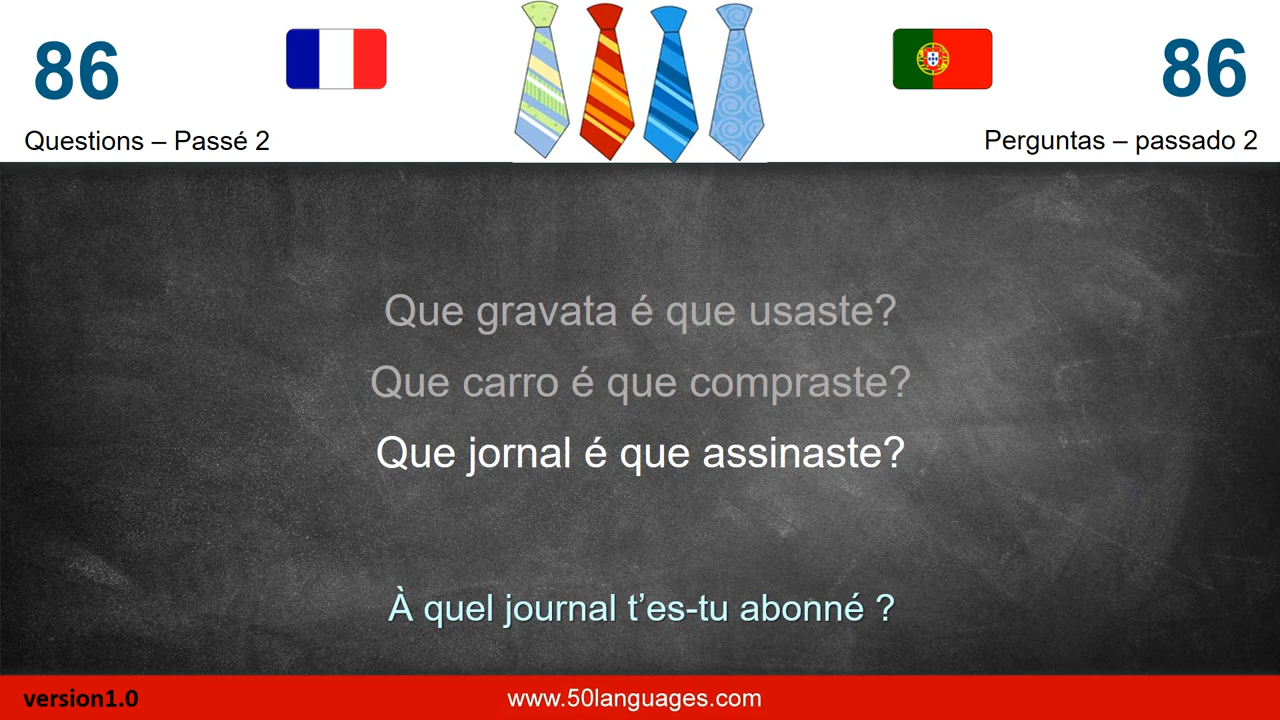 86
86
Questions – Passé 2
Perguntas – passado 2
Que gravata é que usaste?
Que carro é que compraste?
Que jornal é que assinaste?
À quel journal t’es-tu abonné ?
version1.0
www.50languages.com